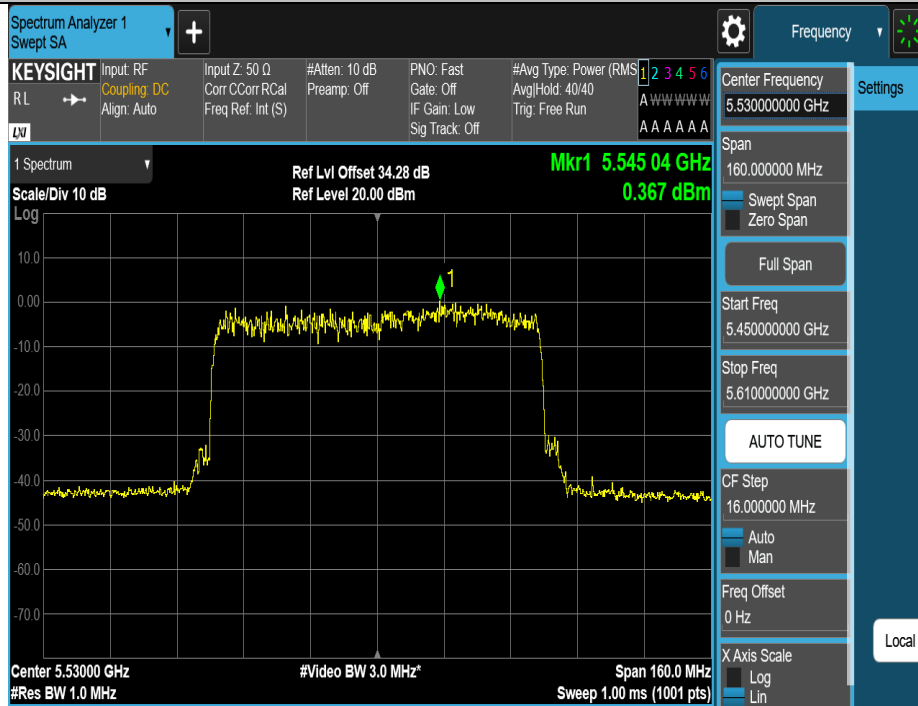 Spectrum Analyzer 1
Swept SA
+
Frequency
KEYSIGHT
RL
LXI
Input: RF
Coupling: DC
Align: Auto
Input Z: 50 Ω
Corr CCorr RCal
Freq Ref: Int (S)
#Atten: 10 dB
Preamp: Off
PNO: Fast
Gate: Off
IF Gain: Low
Sig Track: Off
#Avg Type: Power (RMS
Avg|Hold: 40/40
Trig: Free Run
1 2 3 4 5 6
A W W W W W
A A A A A A
1 Spectrum
Scale/Div 10 dB
Log
Ref Lvl Offset 34.28 dB
Ref Level 20.00 dBm
Mkr1 5.545 04 GHz
0.367 dBm
10.0
0.00
-10.0
-20.0
-30.0
-40.0
-50.0
-60.0
-70.0
1
Center 5.53000 GHz
#Res BW 1.0 MHz
#Video BW 3.0 MHz*
Span 160.0 MHz
Sweep 1.00 ms (1001 pts)
Center Frequency
5.530000000 GHz
Settings
Span
160.000000 MHz
Swept Span
Zero Span
Full Span
Start Freq
5.450000000 GHz
Stop Freq
5.610000000 GHz
AUTO TUNE
CF Step
16.000000 MHz
Auto
Man
Freq Offset
0 Hz
Local
X Axis Scale
Log
Lin